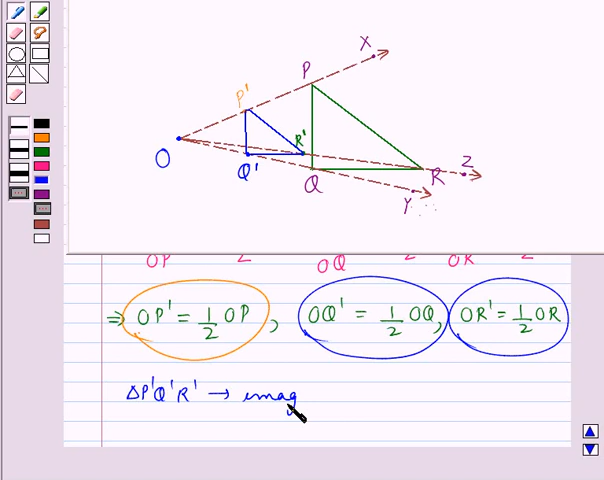 X
P
P'
R'
O
Q'
Q
R
Z
Y
OP 2 OQ 2 OR 2
⇒ OP' = 1/2 OP, OQ' = 1/2 OQ, OR' = 1/2 OR
ΔP'Q'R' → imag